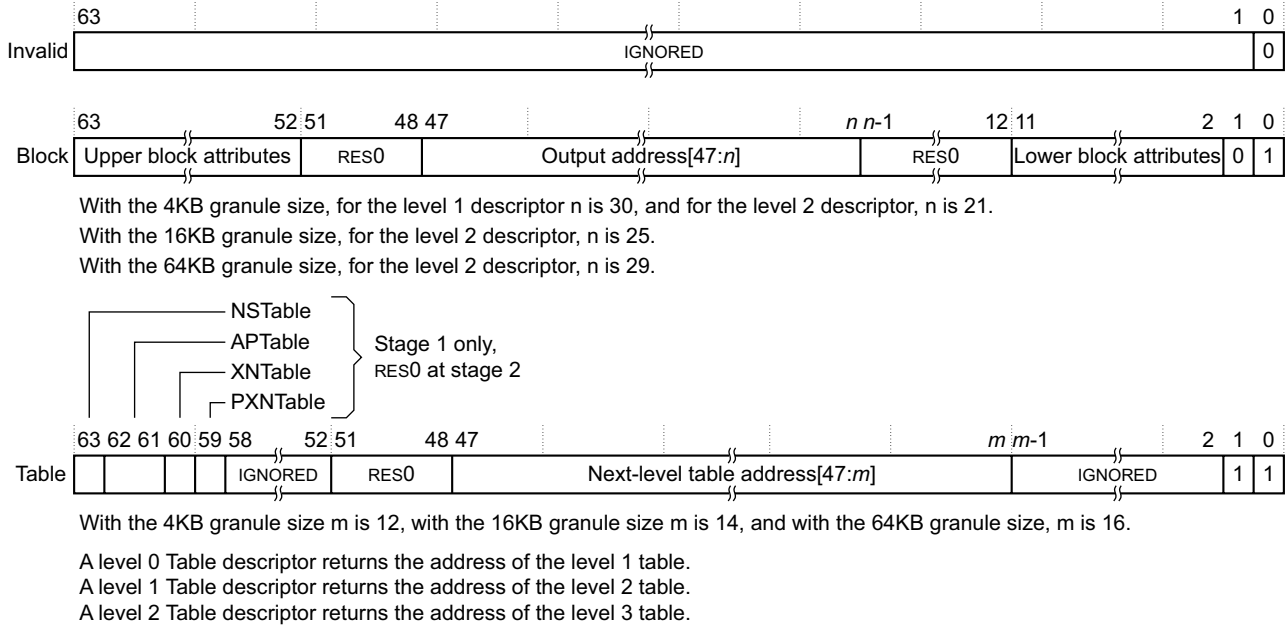 63 1 0
Invalid IGNORED 0
63 52 51 48 47 n n-1 12 11 2 1 0
Block Upper block attributes RES0 Output address[47:n] RES0 Lower block attributes 0 1
With the 4KB granule size, for the level 1 descriptor n is 30, and for the level 2 descriptor, n is 21.
With the 16KB granule size, for the level 2 descriptor, n is 25.
With the 64KB granule size, for the level 2 descriptor, n is 29.
NSTable
APTable
XNTable
PXNTable
Stage 1 only,
RES0 at stage 2
63 62 61 60 59 58 52 51 48 47 m m-1 2 1 0
Table IGNORED RES0 Next-level table address[47:m] IGNORED 1 1
With the 4KB granule size m is 12, with the 16KB granule size m is 14, and with the 64KB granule size, m is 16.
A level 0 Table descriptor returns the address of the level 1 table.
A level 1 Table descriptor returns the address of the level 2 table.
A level 2 Table descriptor returns the address of the level 3 table.